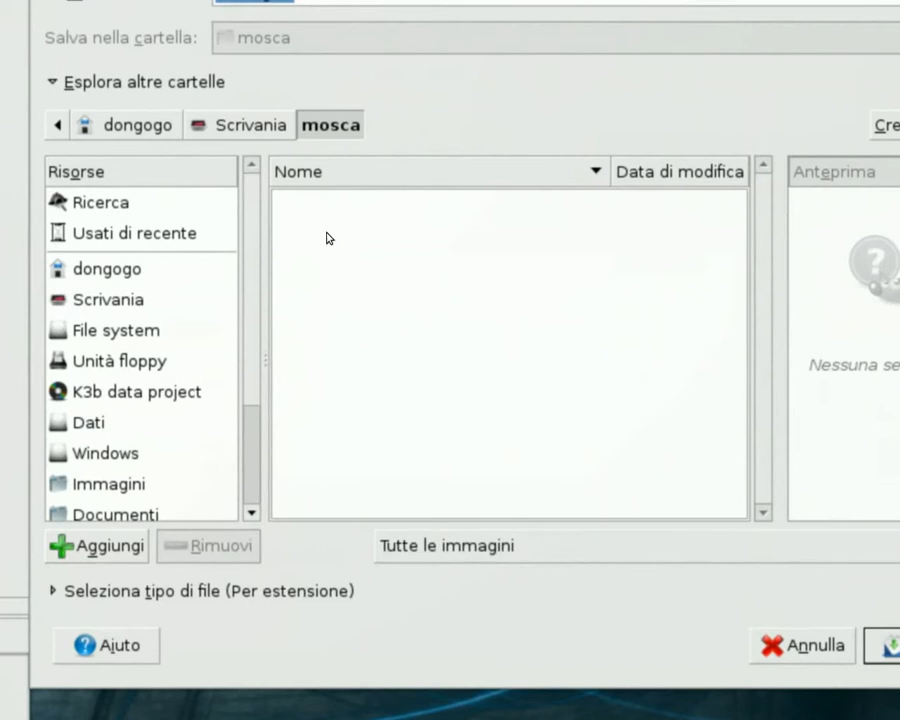 Salva nella cartella: mosca
Esplora altre cartelle
dongogo Scrivania mosca
Risorse Nome Data di modifica Anteprima
Ricerca
Usati di recente
dongogo
Scrivania
File system
Unità floppy
Nessuna se
K3b data project
Dati
Windows
Immagini
Documenti
Aggiungi Rimuovi Tutte le immagini
Seleziona tipo di file (Per estensione)
Aiuto Annulla